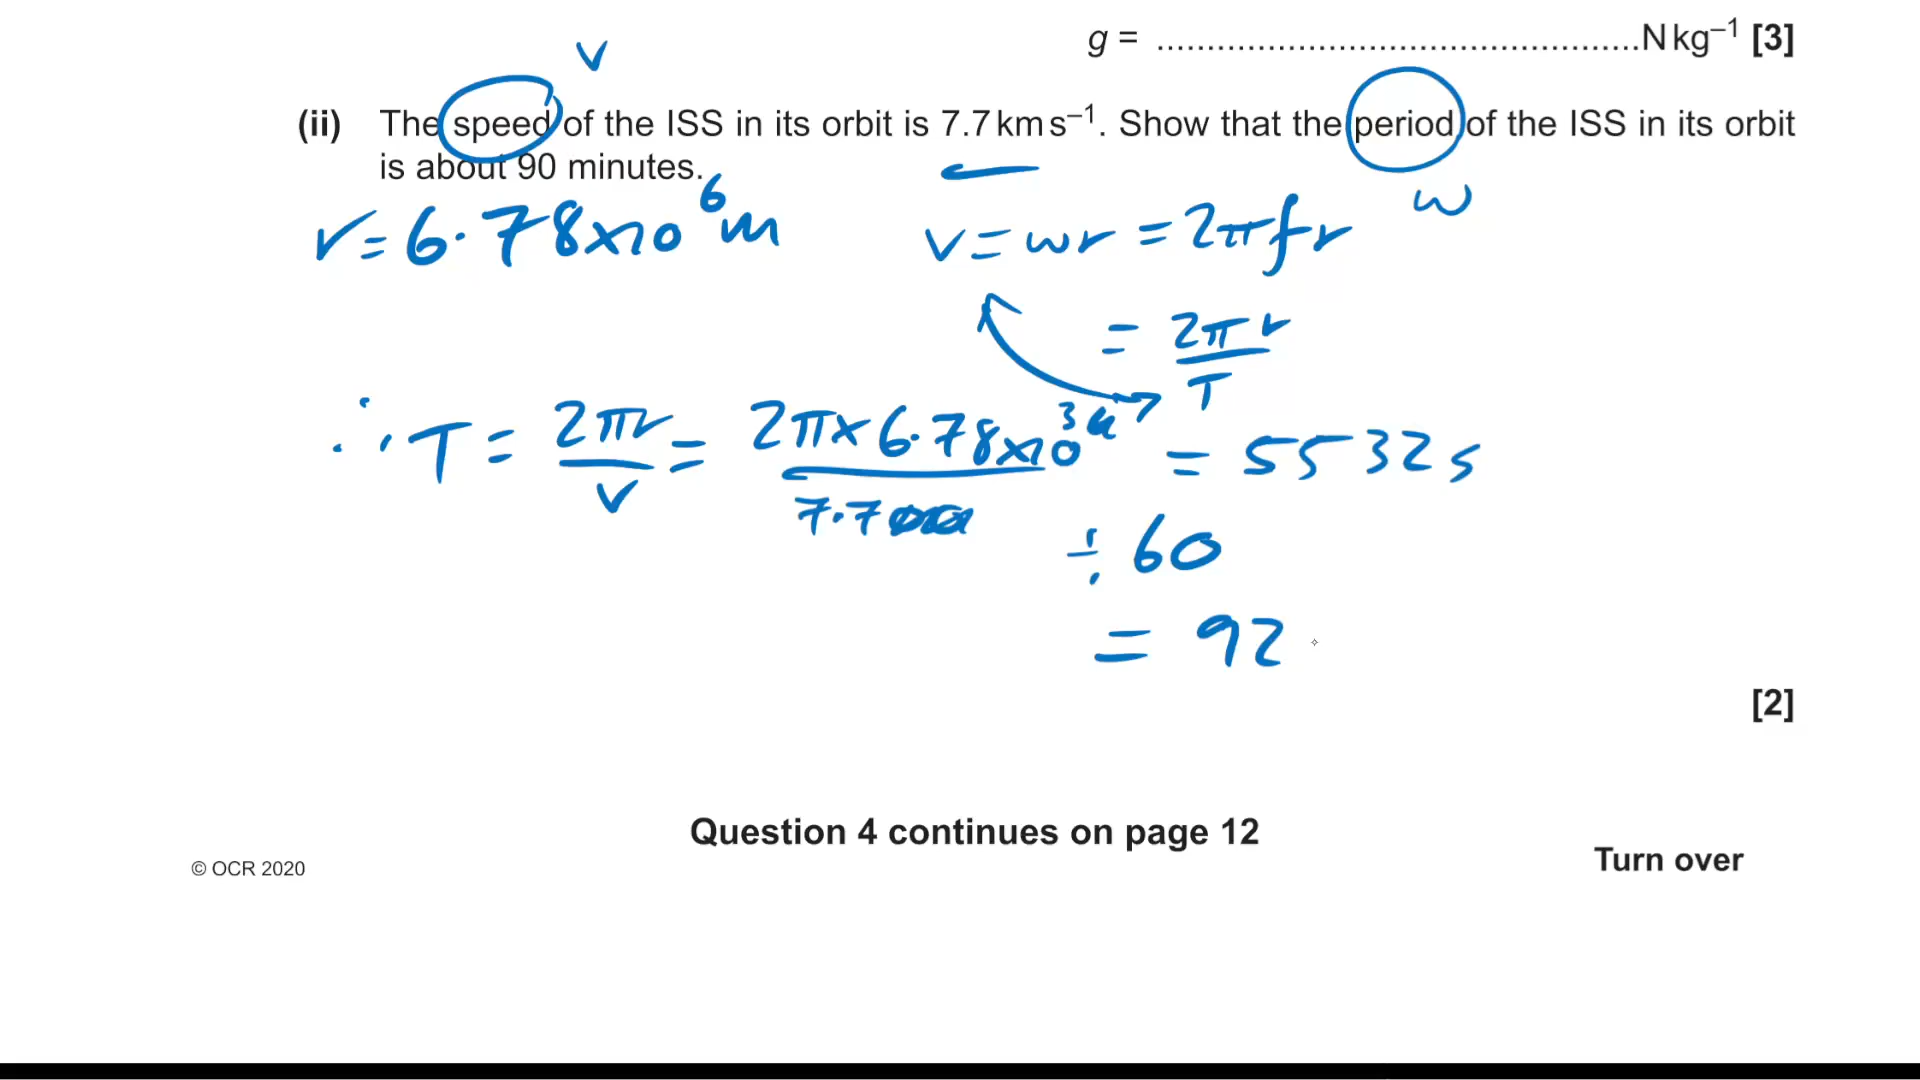 g = ................................................N kg⁻¹ [3]
v
(ii) The speed of the ISS in its orbit is 7.7 km s⁻¹. Show that the period of the ISS in its orbit
is about 90 minutes.
r = 6.78×10⁶ m v = wr = 2πfr w
= 2πr/T
∴ T = 2πr/v = 2π×6.78×10³/7.7 = 5532 s
÷ 60
= 92
[2]
Question 4 continues on page 12
© OCR 2020 Turn over